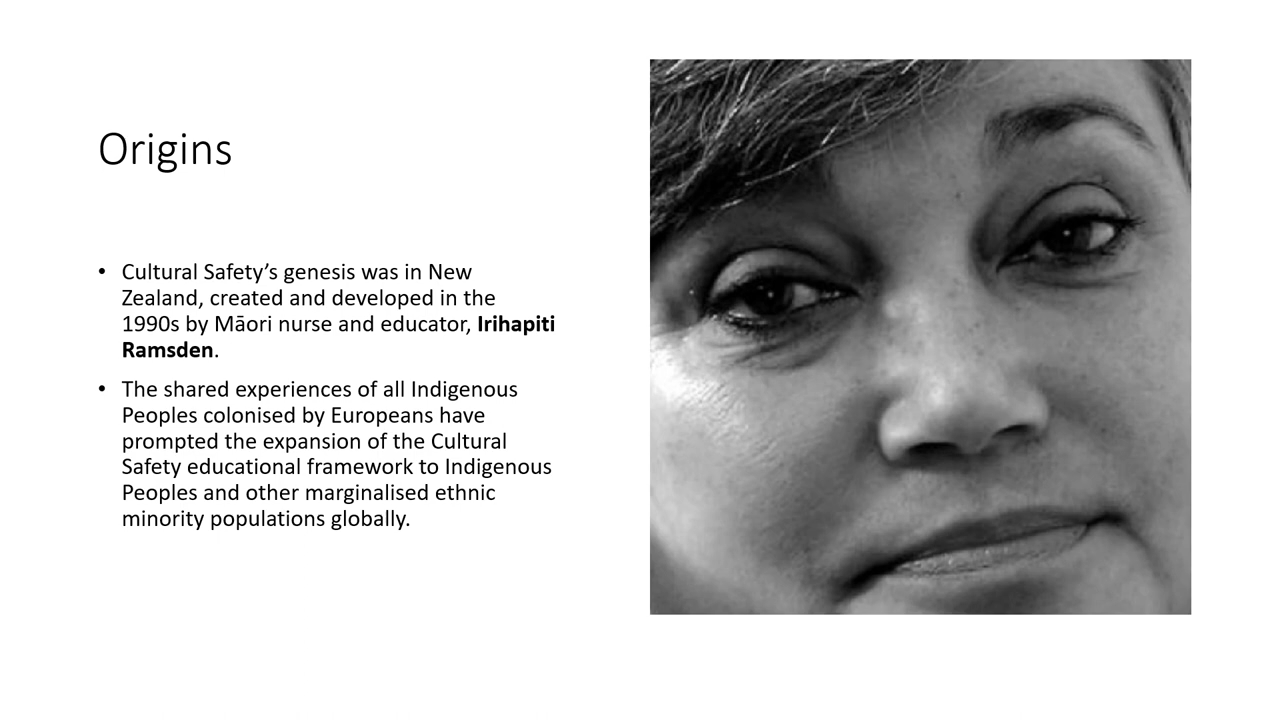 Origins
• Cultural Safety’s genesis was in New
Zealand, created and developed in the
1990s by Māori nurse and educator, Irihapiti
Ramsden.
• The shared experiences of all Indigenous
Peoples colonised by Europeans have
prompted the expansion of the Cultural
Safety educational framework to Indigenous
Peoples and other marginalised ethnic
minority populations globally.